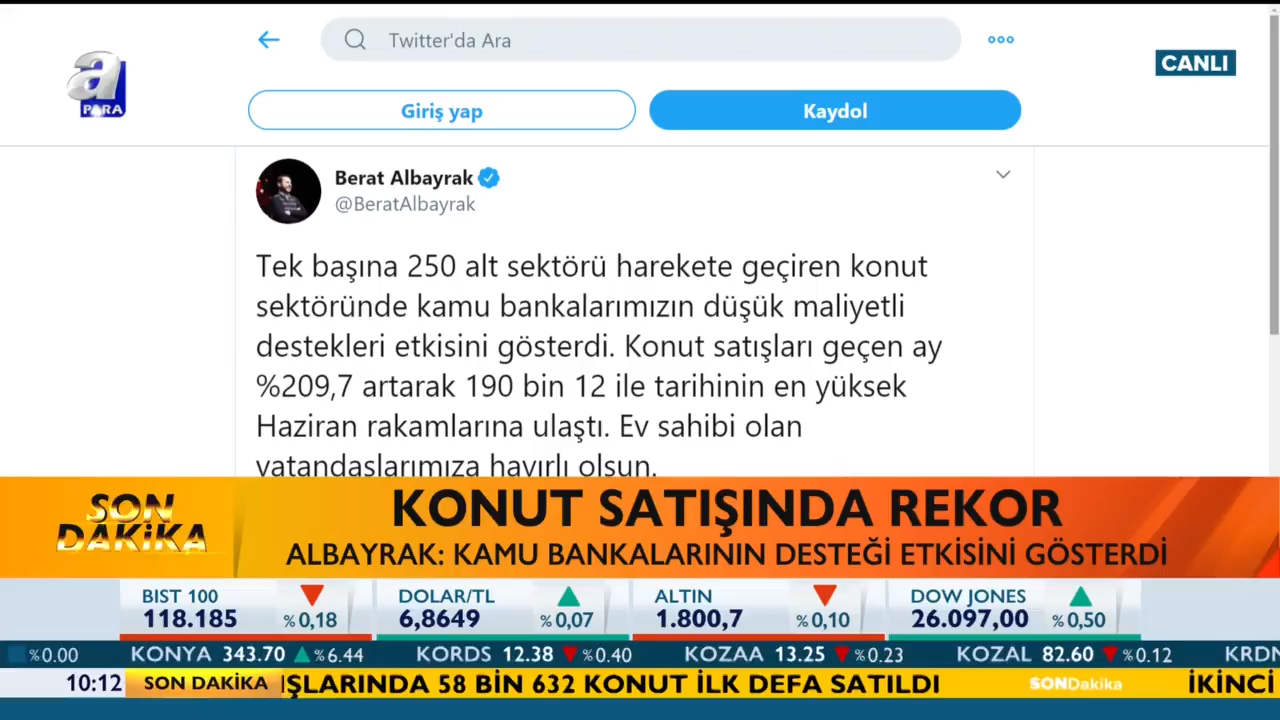 Twitter'da Ara
a
PARA
CANLI
Giriş yap
Kaydol
Berat Albayrak
@BeratAlbayrak
Tek başına 250 alt sektörü harekete geçiren konut
sektöründe kamu bankalarımızın düşük maliyetli
destekleri etkisini gösterdi. Konut satışları geçen ay
%209,7 artarak 190 bin 12 ile tarihinin en yüksek
Haziran rakamlarına ulaştı. Ev sahibi olan
vatandaşlarımıza hayırlı olsun.
SON
DAKİKA
KONUT SATIŞINDA REKOR
ALBAYRAK: KAMU BANKALARININ DESTEĞİ ETKİSİNİ GÖSTERDİ
BIST 100 DOLAR/TL ALTIN DOW JONES
118.185 %0,18 6,8649 %0,07 1.800,7 %0,10 26.097,00 %0,50
%0.00 KONYA 343.70 %6.44 KORDS 12.38 %0.40 KOZAA 13.25 %0.23 KOZAL 82.60 %0.12 KRDN
10:12 SON DAKİKA IŞLARINDA 58 BİN 632 KONUT İLK DEFA SATILDI SONDakika İKİNCİ